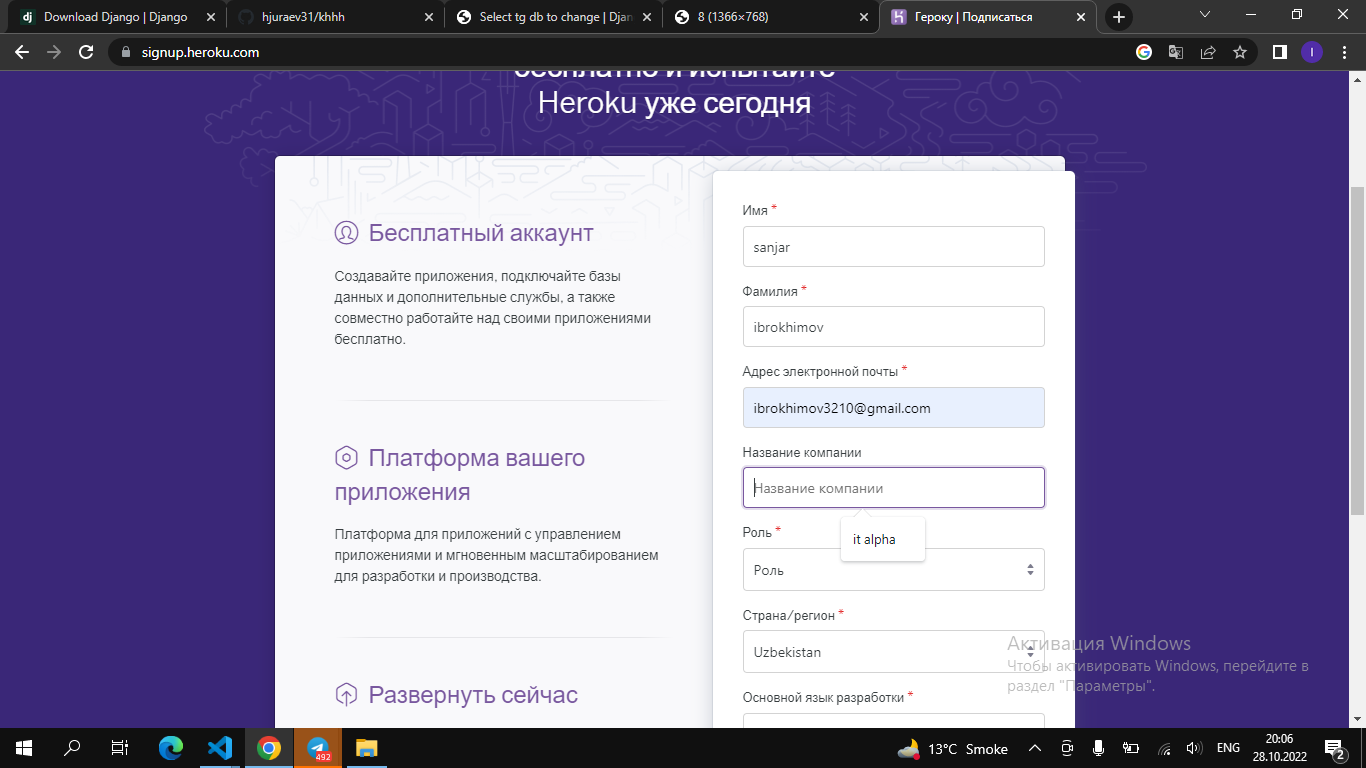 Download Django | Django
hjuraev31/khhh
Select tg db to change | Djan
8 (1366×768)
Героку | Подписаться
signup.heroku.com
I
бесплатно и испытайте
Heroku уже сегодня
Бесплатный аккаунт
Создавайте приложения, подключайте базы
данных и дополнительные службы, а также
совместно работайте над своими приложениями
бесплатно.
Платформа вашего
приложения
Платформа для приложений с управлением
приложениями и мгновенным масштабированием
для разработки и производства.
Развернуть сейчас
Имя *
sanjar
Фамилия *
ibrokhimov
Адрес электронной почты *
ibrokhimov3210@gmail.com
Название компании
Название компании
it alpha
Роль *
Роль
Страна/регион *
Uzbekistan
Основной язык разработки *
Активация Windows
Чтобы активировать Windows, перейдите в
раздел "Параметры".
492
13°C Smoke
ENG
20:06
28.10.2022
2